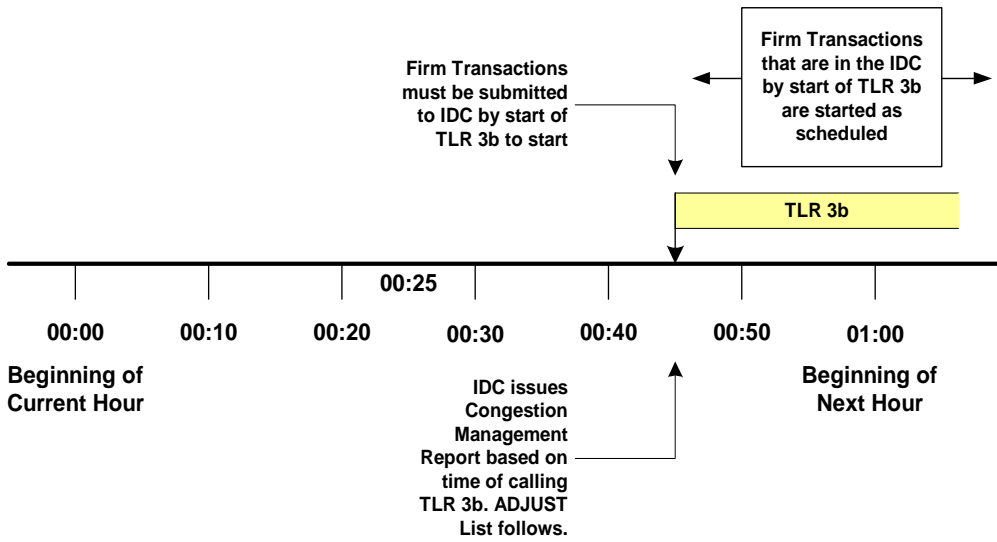 Firm Transactions
must be submitted
to IDC by start of
TLR 3b to start
Firm Transactions
that are in the IDC
by start of TLR 3b
are started as
scheduled
TLR 3b
00:25
00:00
00:10
00:20
00:30
00:40
00:50
01:00
Beginning of
Current Hour
Beginning of
Next Hour
IDC issues
Congestion
Management
Report based on
time of calling
TLR 3b. ADJUST
List follows.